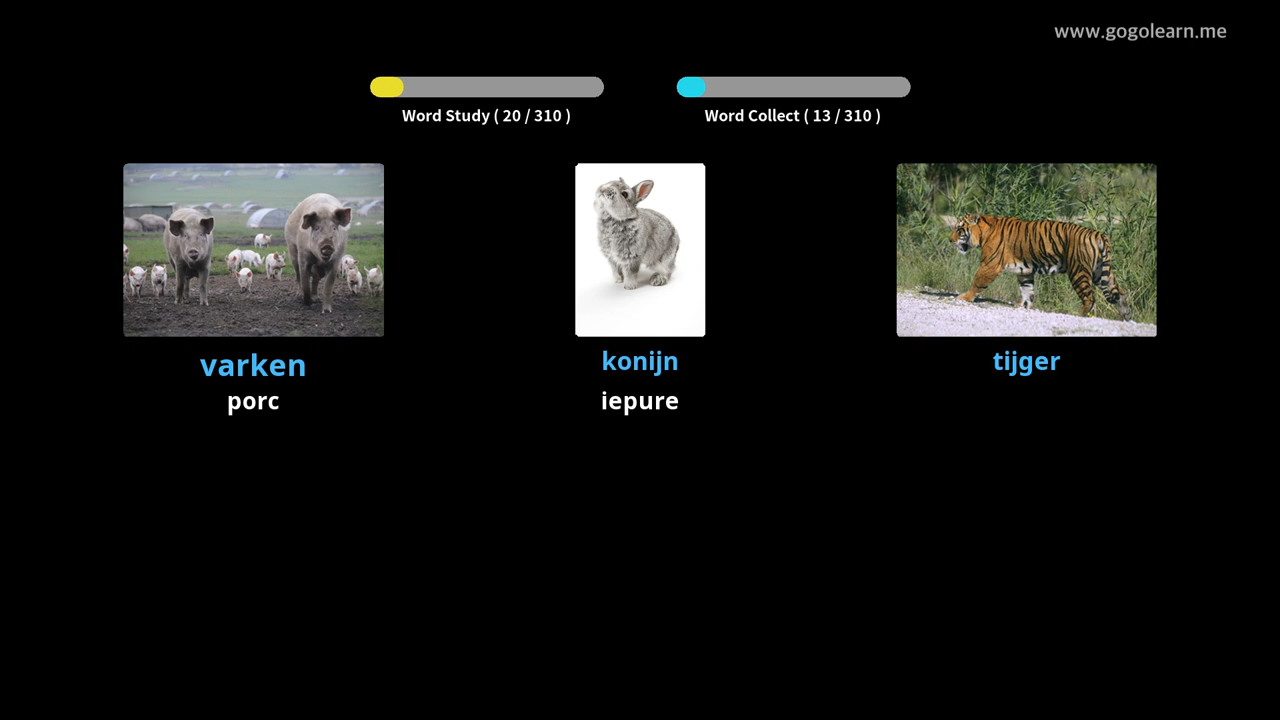 www.gogolearn.me
Word Study ( 20 / 310 )
Word Collect ( 13 / 310 )
varken
konijn
tijger
porc
iepure